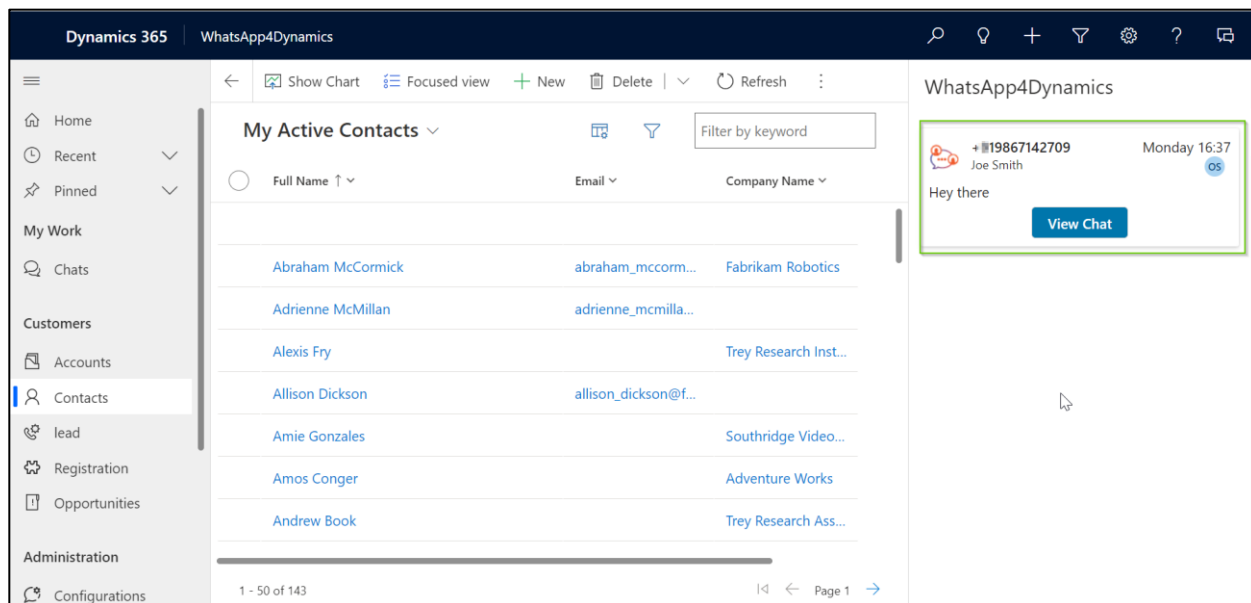 Dynamics 365 WhatsApp4Dynamics
Home
Recent
Pinned
My Work
Chats
Customers
Accounts
Contacts
lead
Registration
Opportunities
Administration
Configurations
Show Chart Focused view New Delete Refresh
My Active Contacts Filter by keyword
Full Name Email Company Name
Abraham McCormick abraham_mccorm... Fabrikam Robotics
Adrienne McMillan adrienne_mcmilla...
Alexis Fry Trey Research Inst...
Allison Dickson allison_dickson@f...
Amie Gonzales Southridge Video...
Amos Conger Adventure Works
Andrew Book Trey Research Ass...
1 - 50 of 143 Page 1
WhatsApp4Dynamics
+ 19867142709 Monday 16:37
Joe Smith OS
Hey there
View Chat